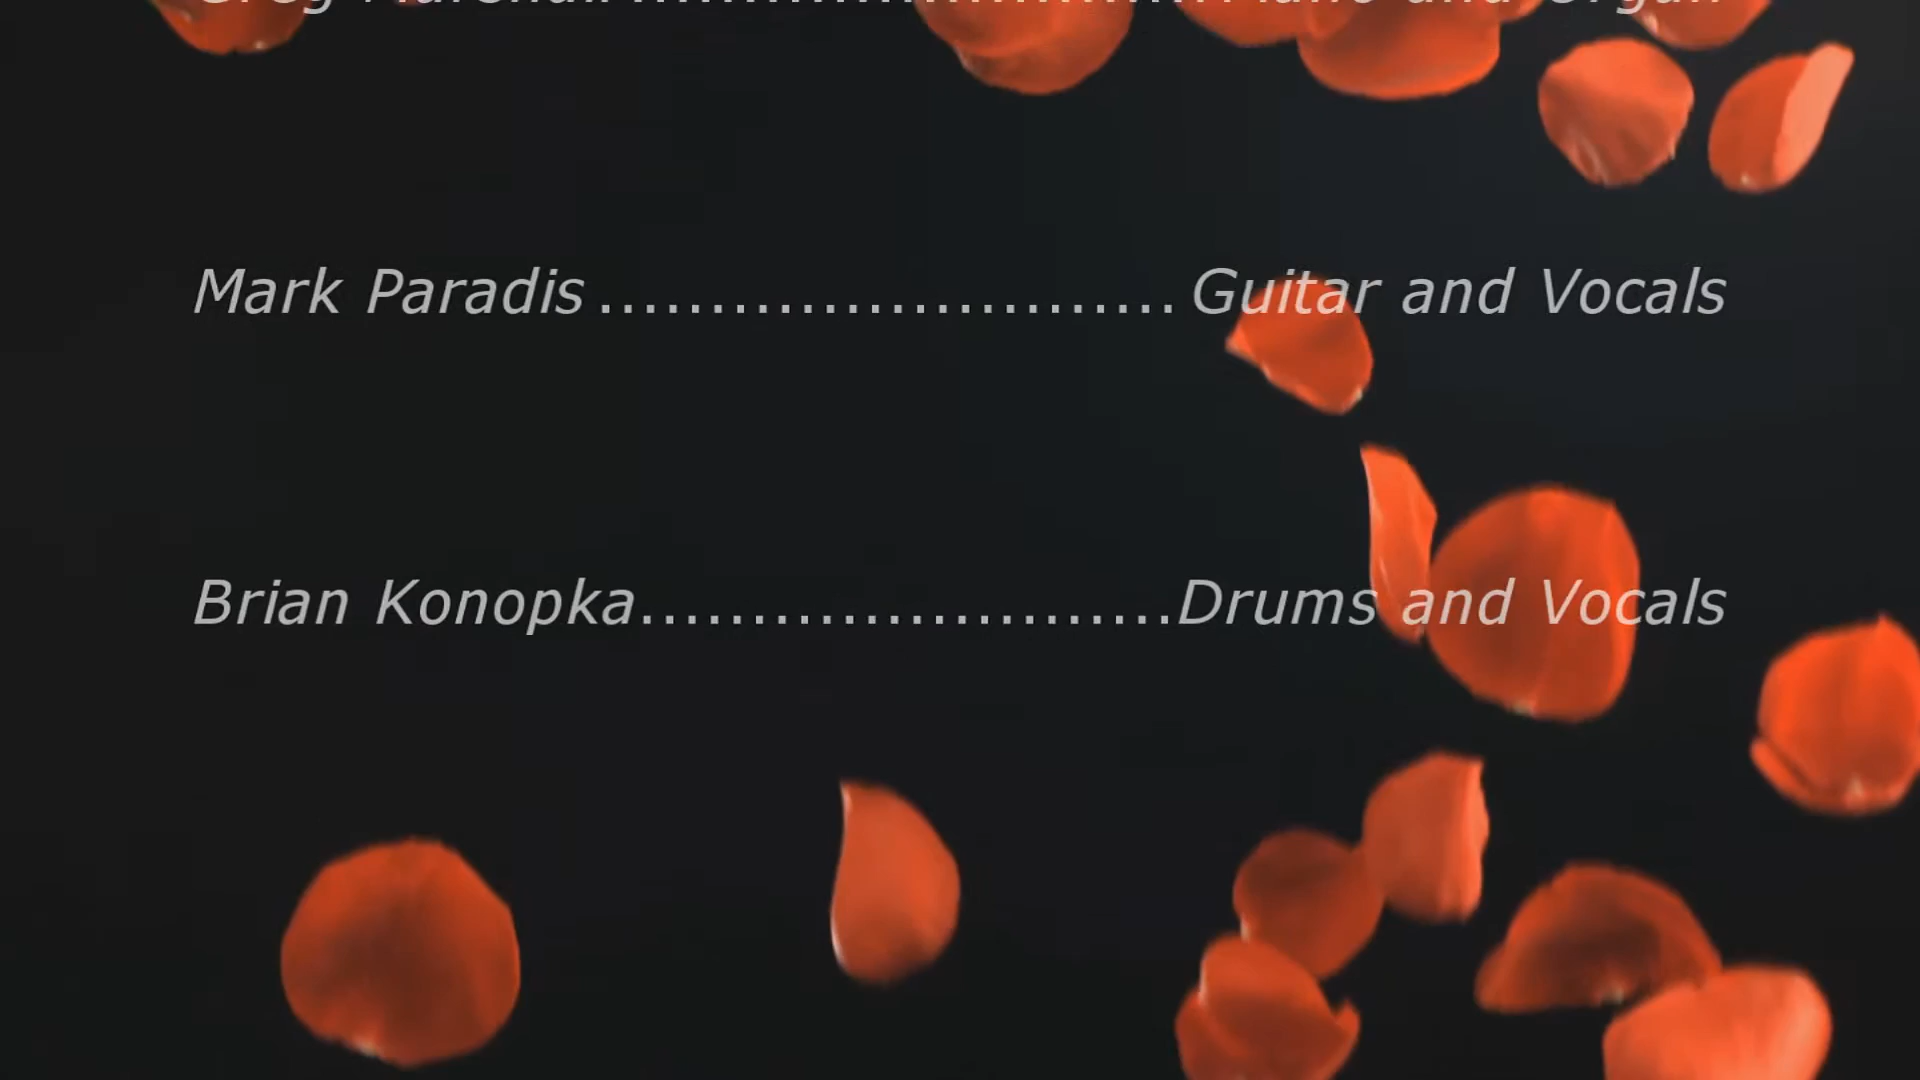 Mark Paradis..........................Guitar and Vocals
Brian Konopka........................Drums and Vocals